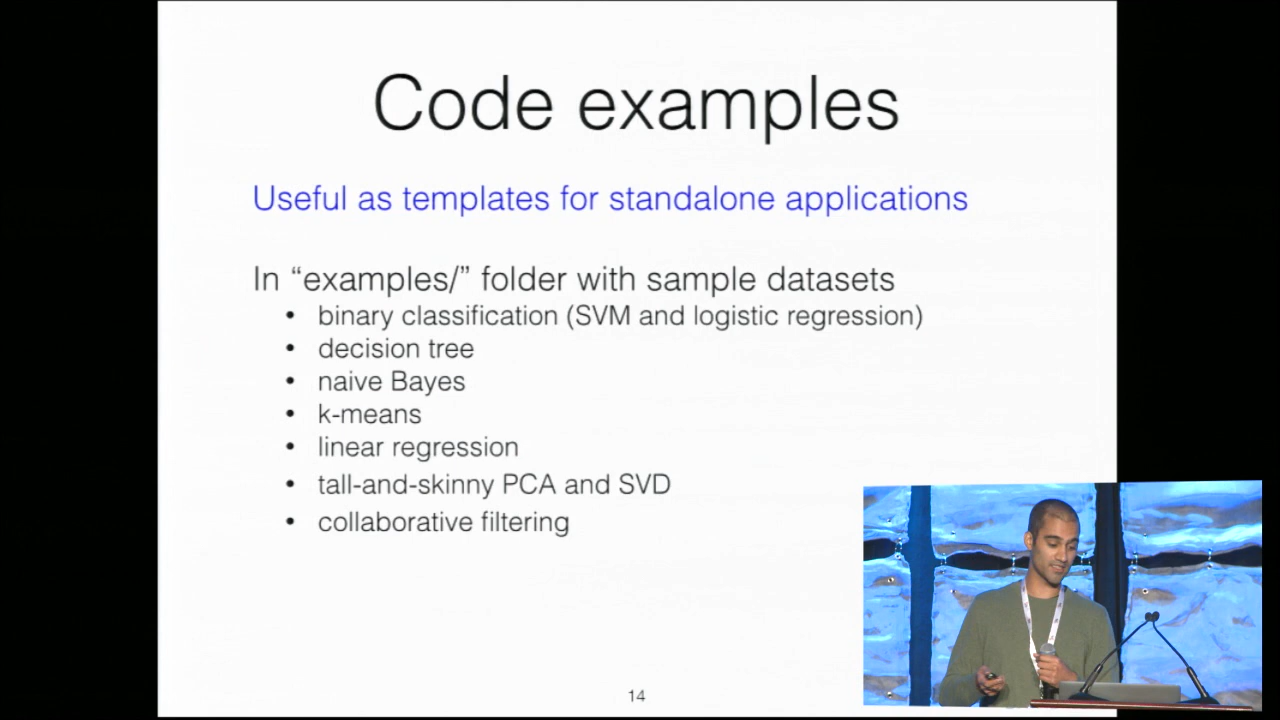 Code examples
Useful as templates for standalone applications
In “examples/” folder with sample datasets
• binary classification (SVM and logistic regression)
• decision tree
• naive Bayes
• k-means
• linear regression
• tall-and-skinny PCA and SVD
• collaborative filtering
14